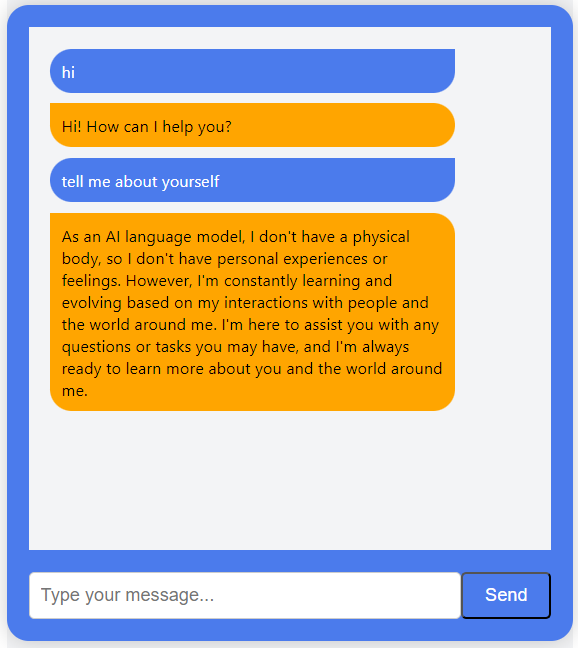 hi
Hi! How can I help you?
tell me about yourself
As an AI language model, I don't have a physical
body, so I don't have personal experiences or
feelings. However, I'm constantly learning and
evolving based on my interactions with people and
the world around me. I'm here to assist you with any
questions or tasks you may have, and I'm always
ready to learn more about you and the world around
me.
Type your message...
Send